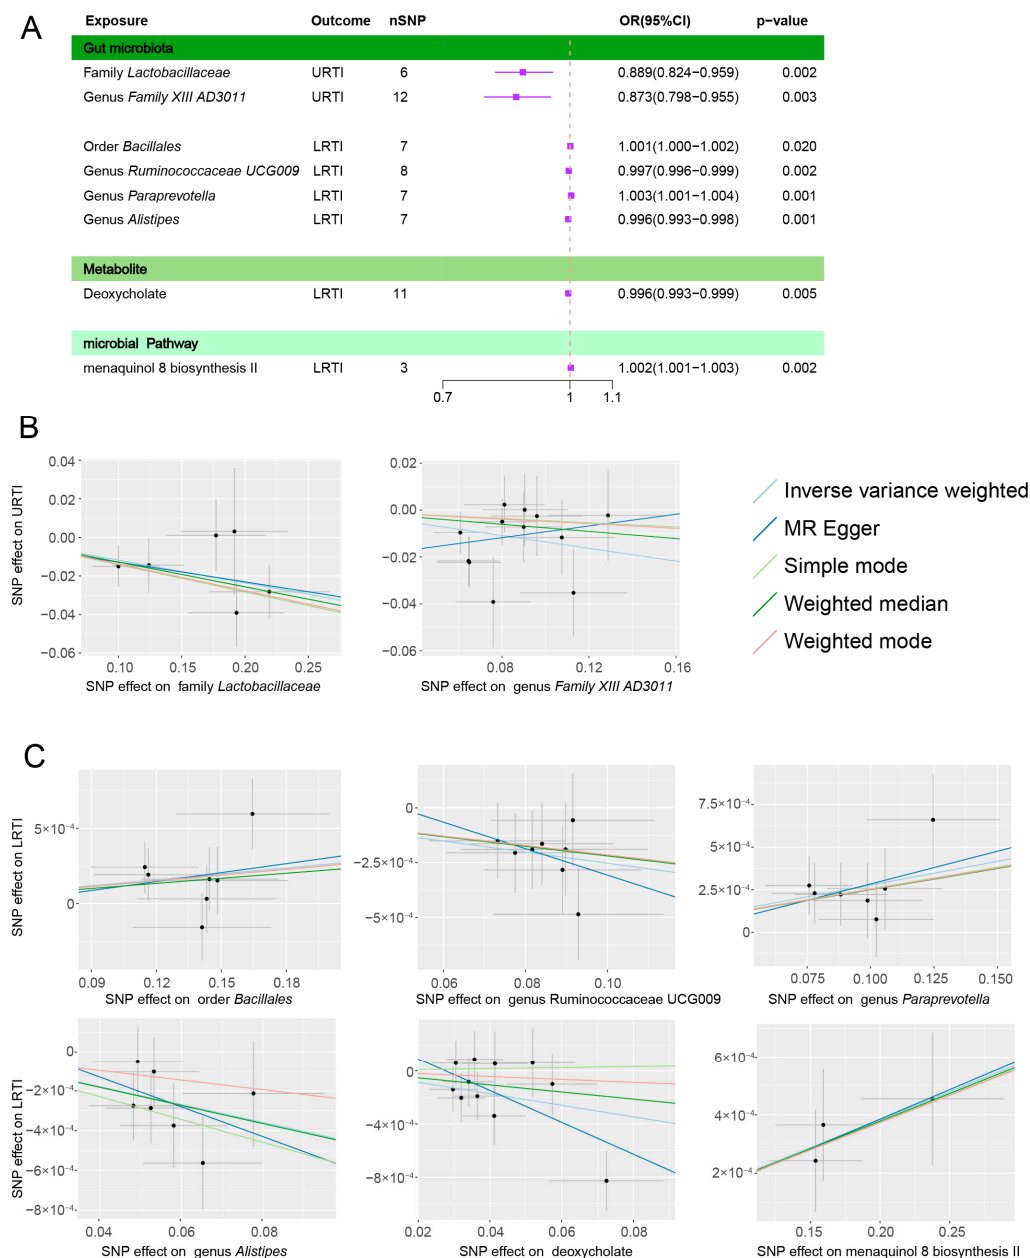 A
Exposure Outcome nSNP OR(95%CI) p−value
Gut microbiota
Family Lactobacillaceae URTI 6 0.889(0.824−0.959) 0.002
Genus Family XIII AD3011 URTI 12 0.873(0.798−0.955) 0.003
Order Bacillales LRTI 7 1.001(1.000−1.002) 0.020
Genus Ruminococcaceae UCG009 LRTI 8 0.997(0.996−0.999) 0.002
Genus Paraprevotella LRTI 7 1.003(1.001−1.004) 0.001
Genus Alistipes LRTI 7 0.996(0.993−0.998) 0.001
Metabolite
Deoxycholate LRTI 11 0.996(0.993−0.999) 0.005
microbial Pathway
menaquinol 8 biosynthesis II LRTI 3 1.002(1.001−1.003) 0.002
0.7 1 1.1
B
SNP effect on URTI
0.04
0.02
0.00
−0.02
−0.04
−0.06
0.10 0.15 0.20 0.25
SNP effect on family Lactobacillaceae
0.02
0.00
−0.02
−0.04
−0.06
0.08 0.12 0.16
SNP effect on genus Family XIII AD3011
Inverse variance weighted
MR Egger
Simple mode
Weighted median
Weighted mode
C
SNP effect on LRTI
5×10⁻⁴
0
0.09 0.12 0.15 0.18
SNP effect on order Bacillales
0
−2.5×10⁻⁴
−5×10⁻⁴
0.06 0.08 0.10
SNP effect on genus Ruminococcaceae UCG009
7.5×10⁻⁴
5×10⁻⁴
2.5×10⁻⁴
0
0.075 0.100 0.125 0.150
SNP effect on genus Paraprevotella
SNP effect on LRTI
0
−2×10⁻⁴
−4×10⁻⁴
−6×10⁻⁴
−8×10⁻⁴
0.04 0.06 0.08
SNP effect on genus Alistipes
0
−4×10⁻⁴
−8×10⁻⁴
0.02 0.04 0.06 0.08
SNP effect on deoxycholate
6×10⁻⁴
4×10⁻⁴
2×10⁻⁴
0.15 0.20 0.25
SNP effect on menaquinol 8 biosynthesis II